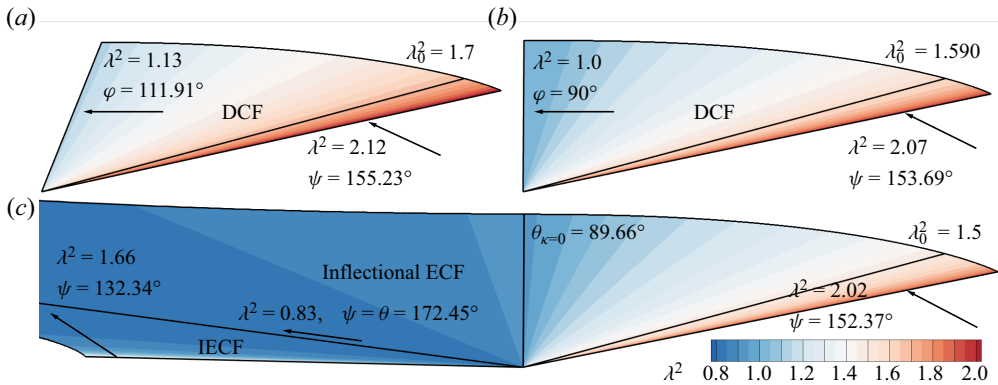 (a)
λ² = 1.13
φ = 111.91°
DCF
λ₀² = 1.7
λ² = 2.12
ψ = 155.23°
(b)
λ² = 1.0
φ = 90°
DCF
λ₀² = 1.590
λ² = 2.07
ψ = 153.69°
(c)
λ² = 1.66
ψ = 132.34°
Inflectional ECF
λ² = 0.83, ψ = θ = 172.45°
IECF
θκ=0 = 89.66°
λ₀² = 1.5
λ² = 2.02
ψ = 152.37°
λ² 0.8 1.0 1.2 1.4 1.6 1.8 2.0